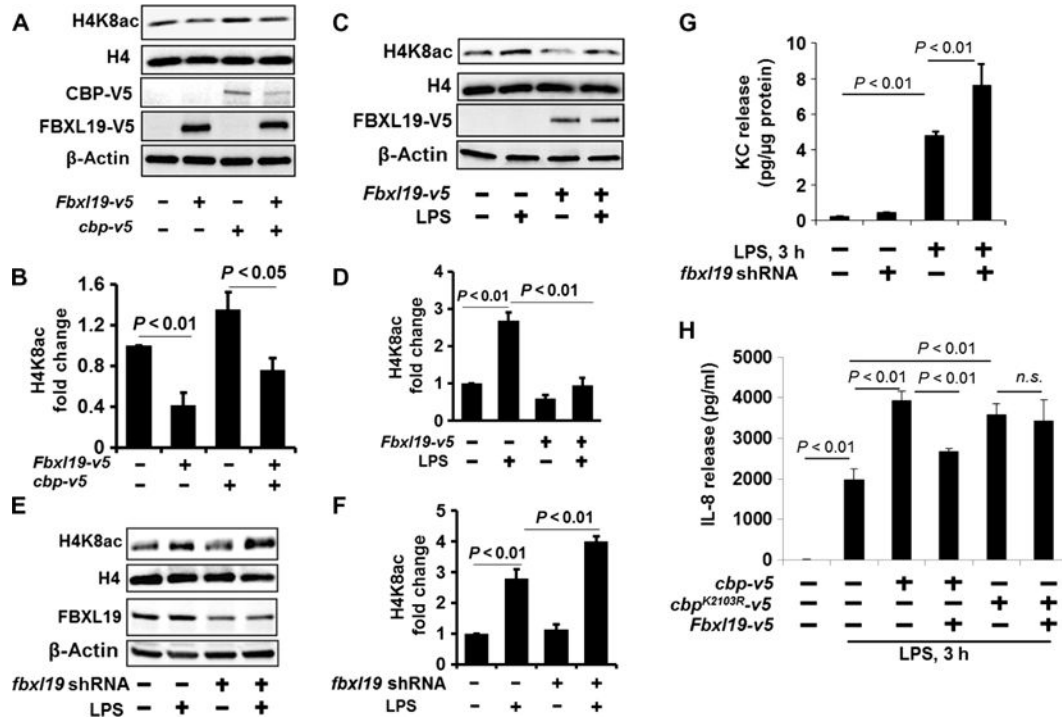 A
H4K8ac
H4
CBP-V5
FBXL19-V5
β-Actin
Fbxl19-v5 − + − +
cbp-v5 − − + +
B
H4K8ac
fold change
1.6
1.2
0.8
0.4
0
P < 0.01
P < 0.05
Fbxl19-v5 − + − +
cbp-v5 − − + +
C
H4K8ac
H4
FBXL19-V5
β-Actin
Fbxl19-v5 − − + +
LPS − + − +
D
H4K8ac
fold change
4
3
2
1
0
P < 0.01
P < 0.01
Fbxl19-v5 − − + +
LPS − + − +
E
H4K8ac
H4
FBXL19
β-Actin
fbxl19 shRNA − − + +
LPS − + − +
F
H4K8ac
fold change
5
4
3
2
1
0
P < 0.01
P < 0.01
fbxl19 shRNA − − + +
LPS − + − +
G
KC release
(pg/µg protein)
10
8
6
4
2
0
P < 0.01
P < 0.01
LPS, 3 h − − + +
fbxl19 shRNA − + − +
H
IL-8 release (pg/ml)
5000
4000
3000
2000
1000
0
P < 0.01
P < 0.01
P < 0.01
P < 0.01
n.s.
cbp-v5 − − + + − −
cbpK2103R-v5 − − − − + +
Fbxl19-v5 − − − + − +
LPS, 3 h